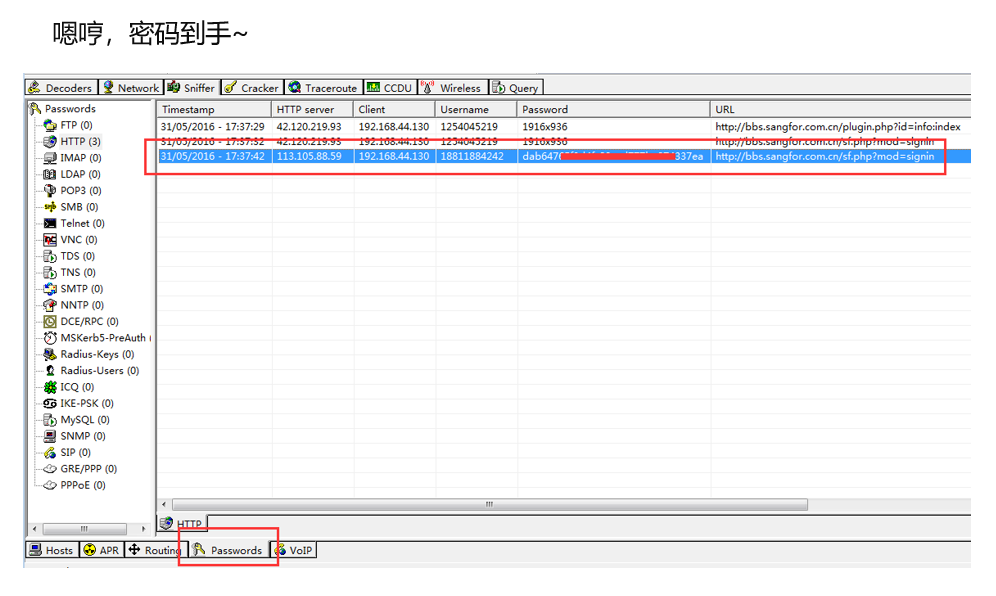 嗯哼，密码到手~
Decoders Network Sniffer Cracker Traceroute CCDU Wireless Query
Passwords
Timestamp HTTP server Client Username Password URL
FTP (0)
31/05/2016 - 17:37:29 42.120.219.93 192.168.44.130 1254045219 1916x936 http://bbs.sangfor.com.cn/plugin.php?id=info:index
HTTP (3)
31/05/2016 - 17:37:32 42.120.219.93 192.168.44.130 1254045219 1916x936 http://bbs.sangfor.com.cn/sf.php?mod=signin
IMAP (0)
31/05/2016 - 17:37:42 113.105.88.59 192.168.44.130 18811884242 http://bbs.sangfor.com.cn/sf.php?mod=signin
LDAP (0)
POP3 (0)
SMB (0)
Telnet (0)
VNC (0)
TDS (0)
TNS (0)
SMTP (0)
NNTP (0)
DCE/RPC (0)
MSKerb5-PreAuth (
Radius-Keys (0)
Radius-Users (0)
ICQ (0)
IKE-PSK (0)
MySQL (0)
SNMP (0)
SIP (0)
GRE/PPP (0)
PPPoE (0)
HTTP
Hosts APR Routing Passwords VoIP